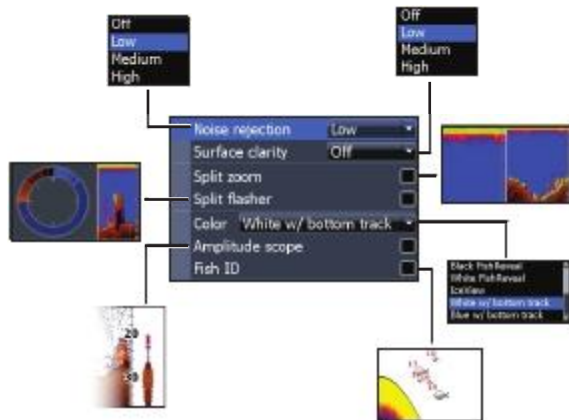 Off
Low
Medium
High
Off
Low
Medium
High
Noise rejection Low
Surface clarity Off
Split zoom
Split flasher
Color White w/ bottom track
Amplitude scope
Fish ID
Black FishReveal
White FishReveal
IceView
White w/ bottom track
Blue w/ bottom track
20
30